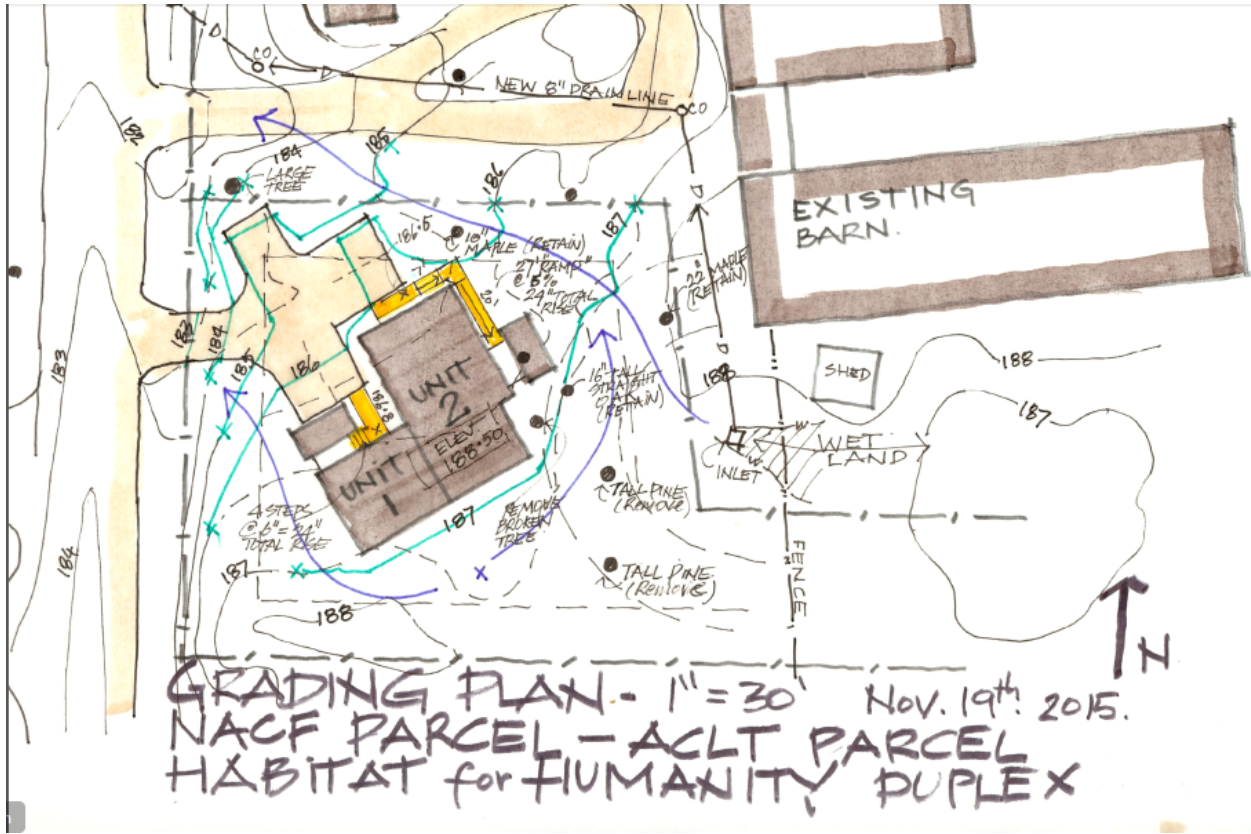 D
CO
D
NEW 8" DRAIN LINE
CO
182
184
LARGE
TREE
185
186
187
D
EXISTING
BARN.
186.5
18"
MAPLE (RETAIN)
27' RAMP
@ 5%
24" TOTAL
RISE
22" MAPLE
(RETAIN)
D
183
183
184
185
186
186.8
188
SHED
188
187
16" TALL
STRAIGHT
(RETAIN)
UNIT
2
ELEV
188.50
UNIT
1
WET
LAND
INLET
TALL PINE
(Remove)
4 STEPS
@ 6" = 24"
TOTAL RISE
187
REMOVE
BROKEN
TREE
184
187
TALL PINE
(Remove)
FENCE
188
N
GRADING PLAN - 1" = 30' Nov. 19th. 2015.
NACF PARCEL - ACLT PARCEL
HABITAT for HUMANITY DUPLEX